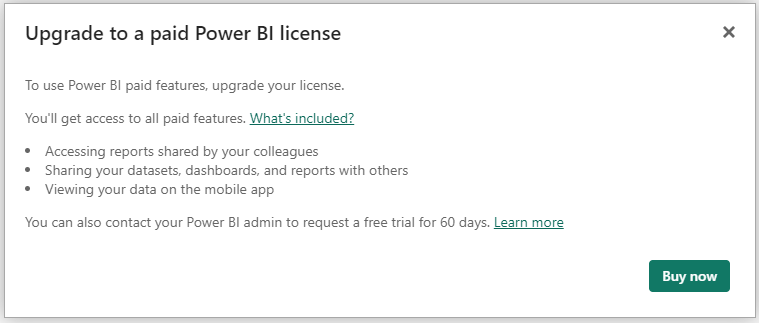 Upgrade to a paid Power BI license
To use Power BI paid features, upgrade your license.
You'll get access to all paid features. What's included?
• Accessing reports shared by your colleagues
• Sharing your datasets, dashboards, and reports with others
• Viewing your data on the mobile app
You can also contact your Power BI admin to request a free trial for 60 days. Learn more
Buy now